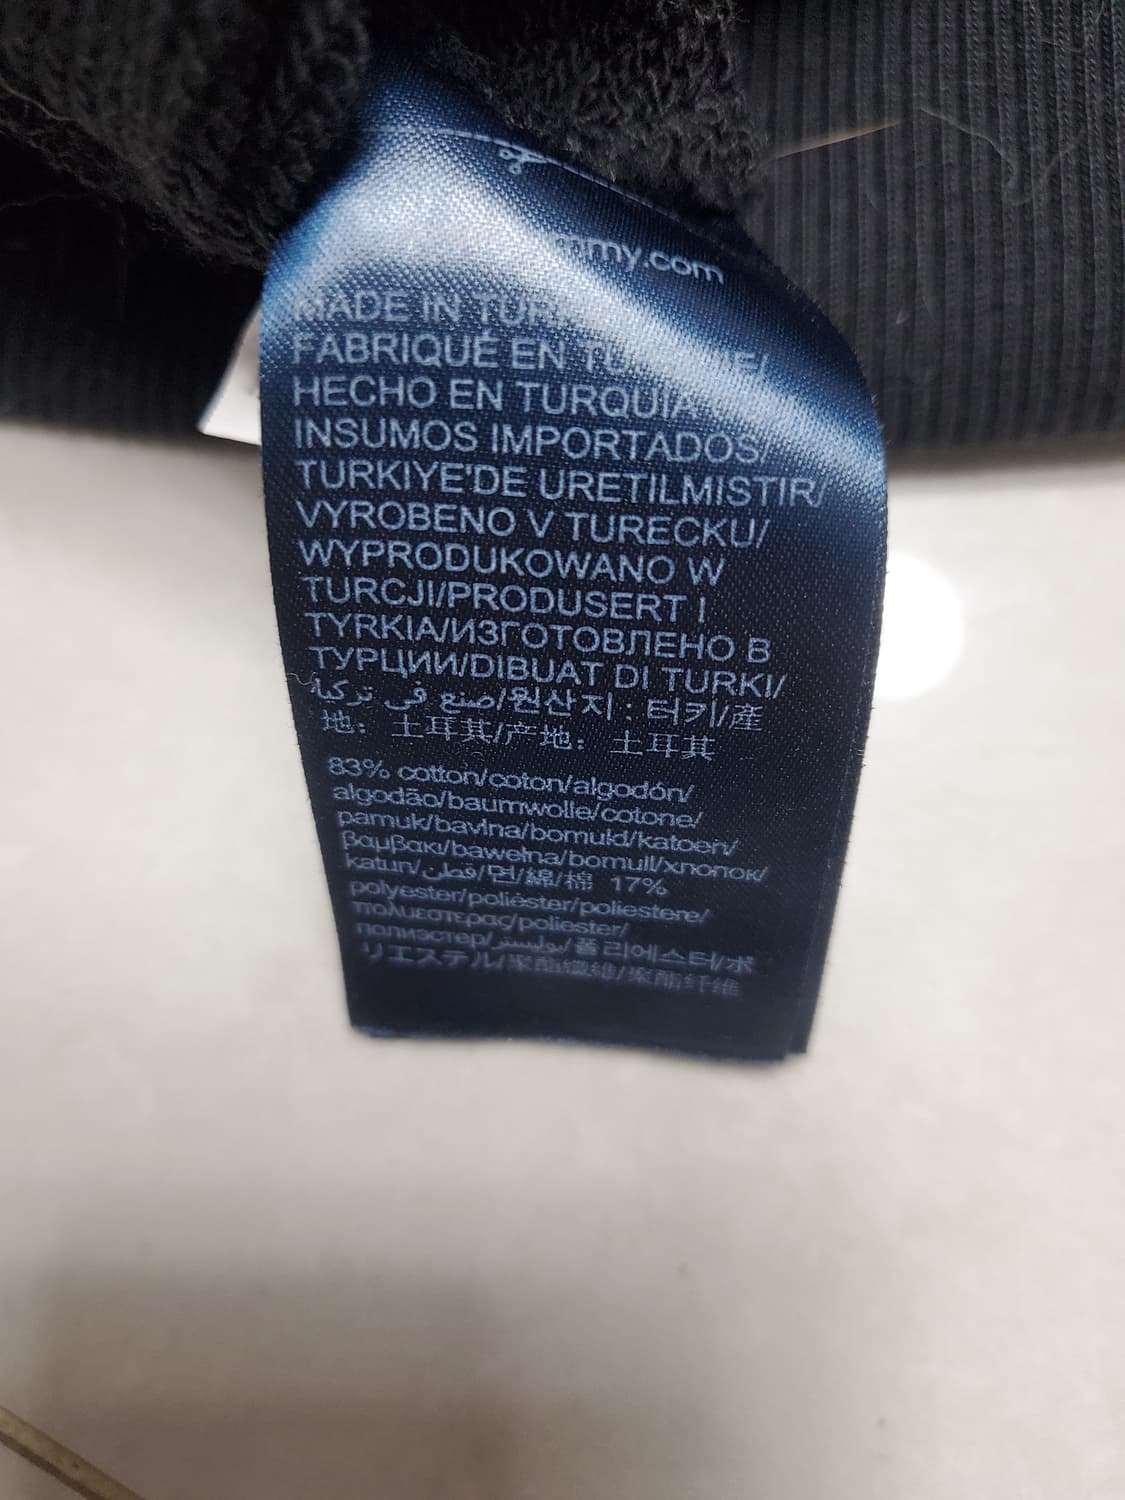 mmy.com
MADE IN
FABRIQUÉ EN
HECHO EN TURQUIA
INSUMOS IMPORTADOS/
TURKIYE'DE URETILMISTIR/
VYROBENO V TURECKU/
WYPRODUKOWANO W
TURCJI/PRODUSERT I
TYRKIA/ИЗГОТОВЛЕНО В
ТУРЦИИ/DIBUAT DI TURKI/
صنع في تركيا/원산지 : 터키/產
地： 土耳其/产地： 土耳其
83% cotton/coton/algodón/
algodão/baumwolle/cotone/
pamuk/bavlna/bomuld/katoen/
βαμβακι/bawełna/bomull/хлопок/
katun/قطن/면/綿/棉 17%
polyester/poliéster/poliestere/
πολυεστερας/poliester/
полиэстер/بوليستر/폴리에스터/ポ
リエステル/聚酯纖維/聚酯纤维